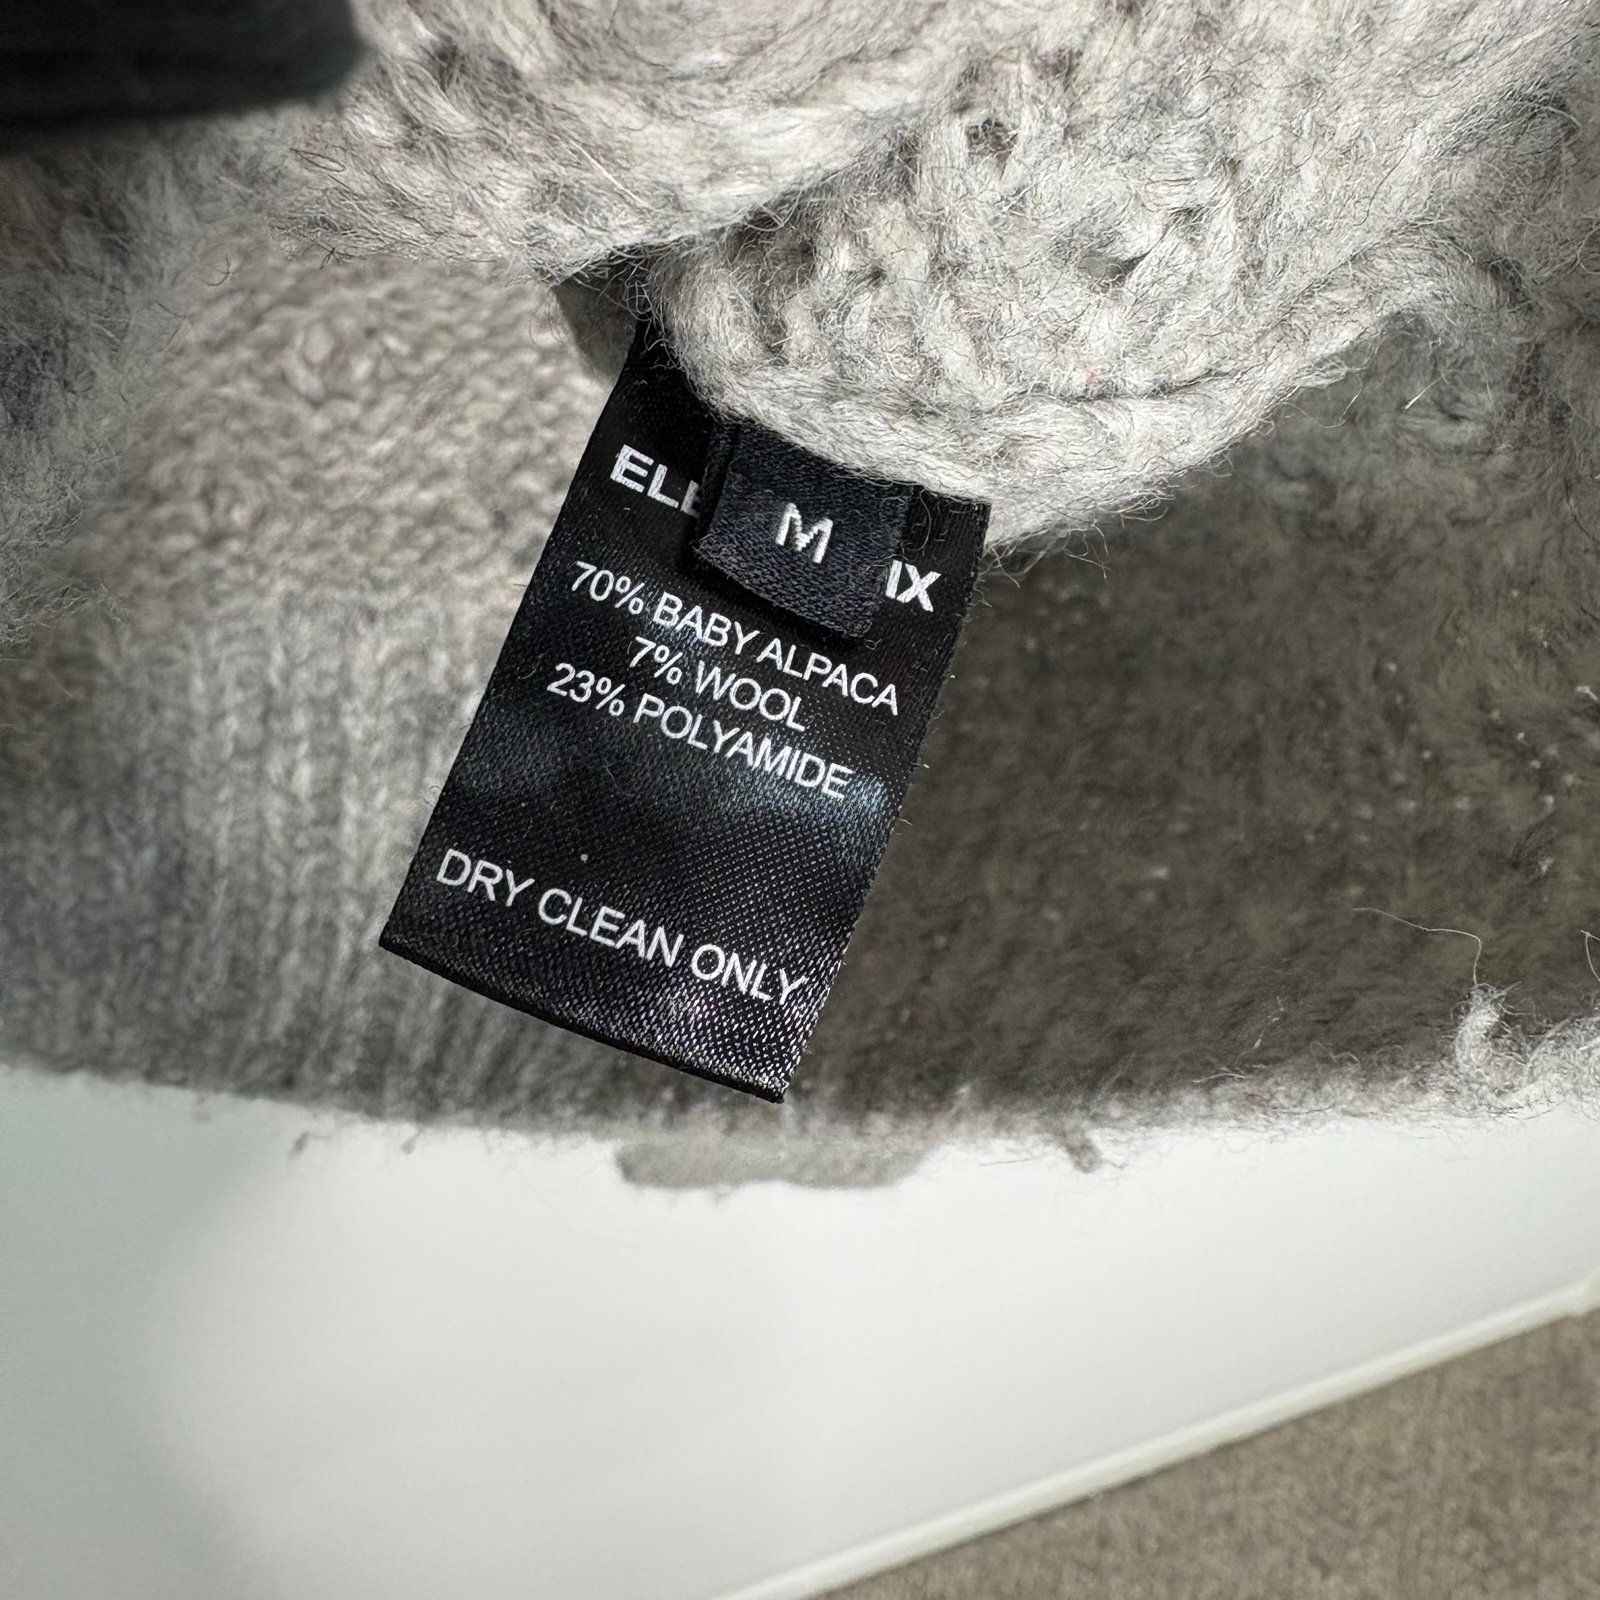 M
70% BABY ALPACA
7% WOOL
23% POLYAMIDE
DRY CLEAN ONLY